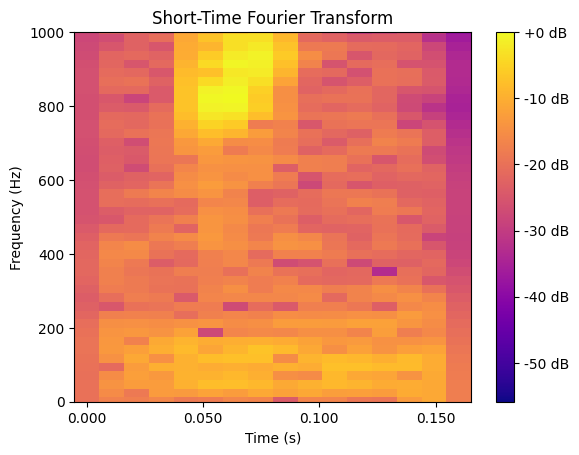 Short-Time Fourier Transform
1000
800
600
400
200
0
Frequency (Hz)
0.000
0.050
0.100
0.150
Time (s)
+0 dB
-10 dB
-20 dB
-30 dB
-40 dB
-50 dB